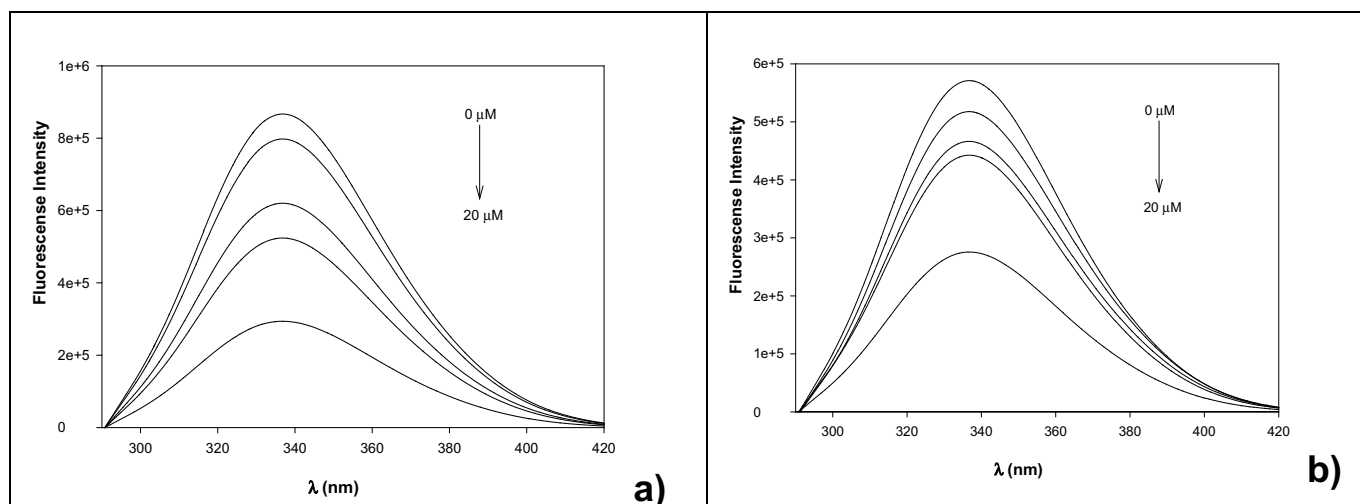 Fluorescense Intensity
1e+6
8e+5
6e+5
4e+5
2e+5
0
0 μM
20 μM
300 320 340 360 380 400 420
λ (nm)
a)
Fluorescense Intensity
6e+5
5e+5
4e+5
3e+5
2e+5
1e+5
0
0 μM
20 μM
300 320 340 360 380 400 420
λ (nm)
b)